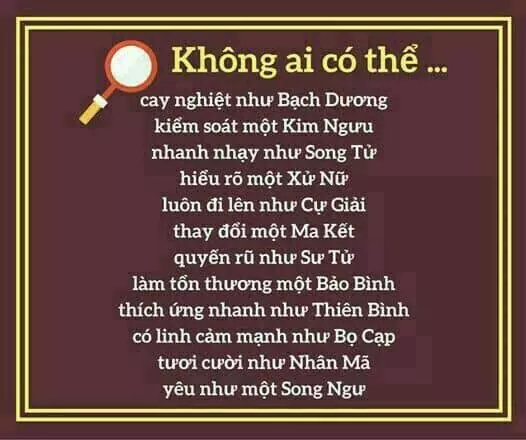 Không ai có thể ...
cay nghiệt như Bạch Dương
kiểm soát một Kim Ngưu
nhanh nhạy như Song Tử
hiểu rõ một Xử Nữ
luôn đi lên như Cự Giải
thay đổi một Ma Kết
quyến rũ như Sư Tử
làm tổn thương một Bảo Bình
thích ứng nhanh như Thiên Bình
có linh cảm mạnh như Bọ Cạp
tươi cười như Nhân Mã
yêu như một Song Ngư